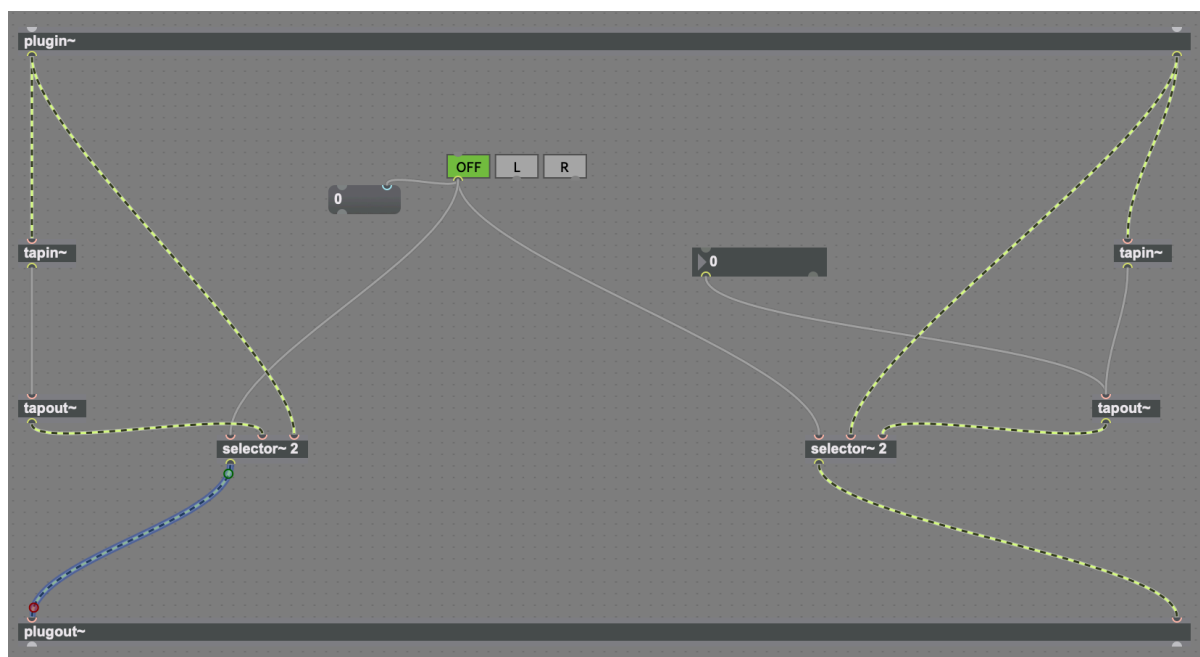 plugin~
OFF L R
0
tapin~
0
tapin~
tapout~
tapout~
selector~ 2
selector~ 2
plugout~